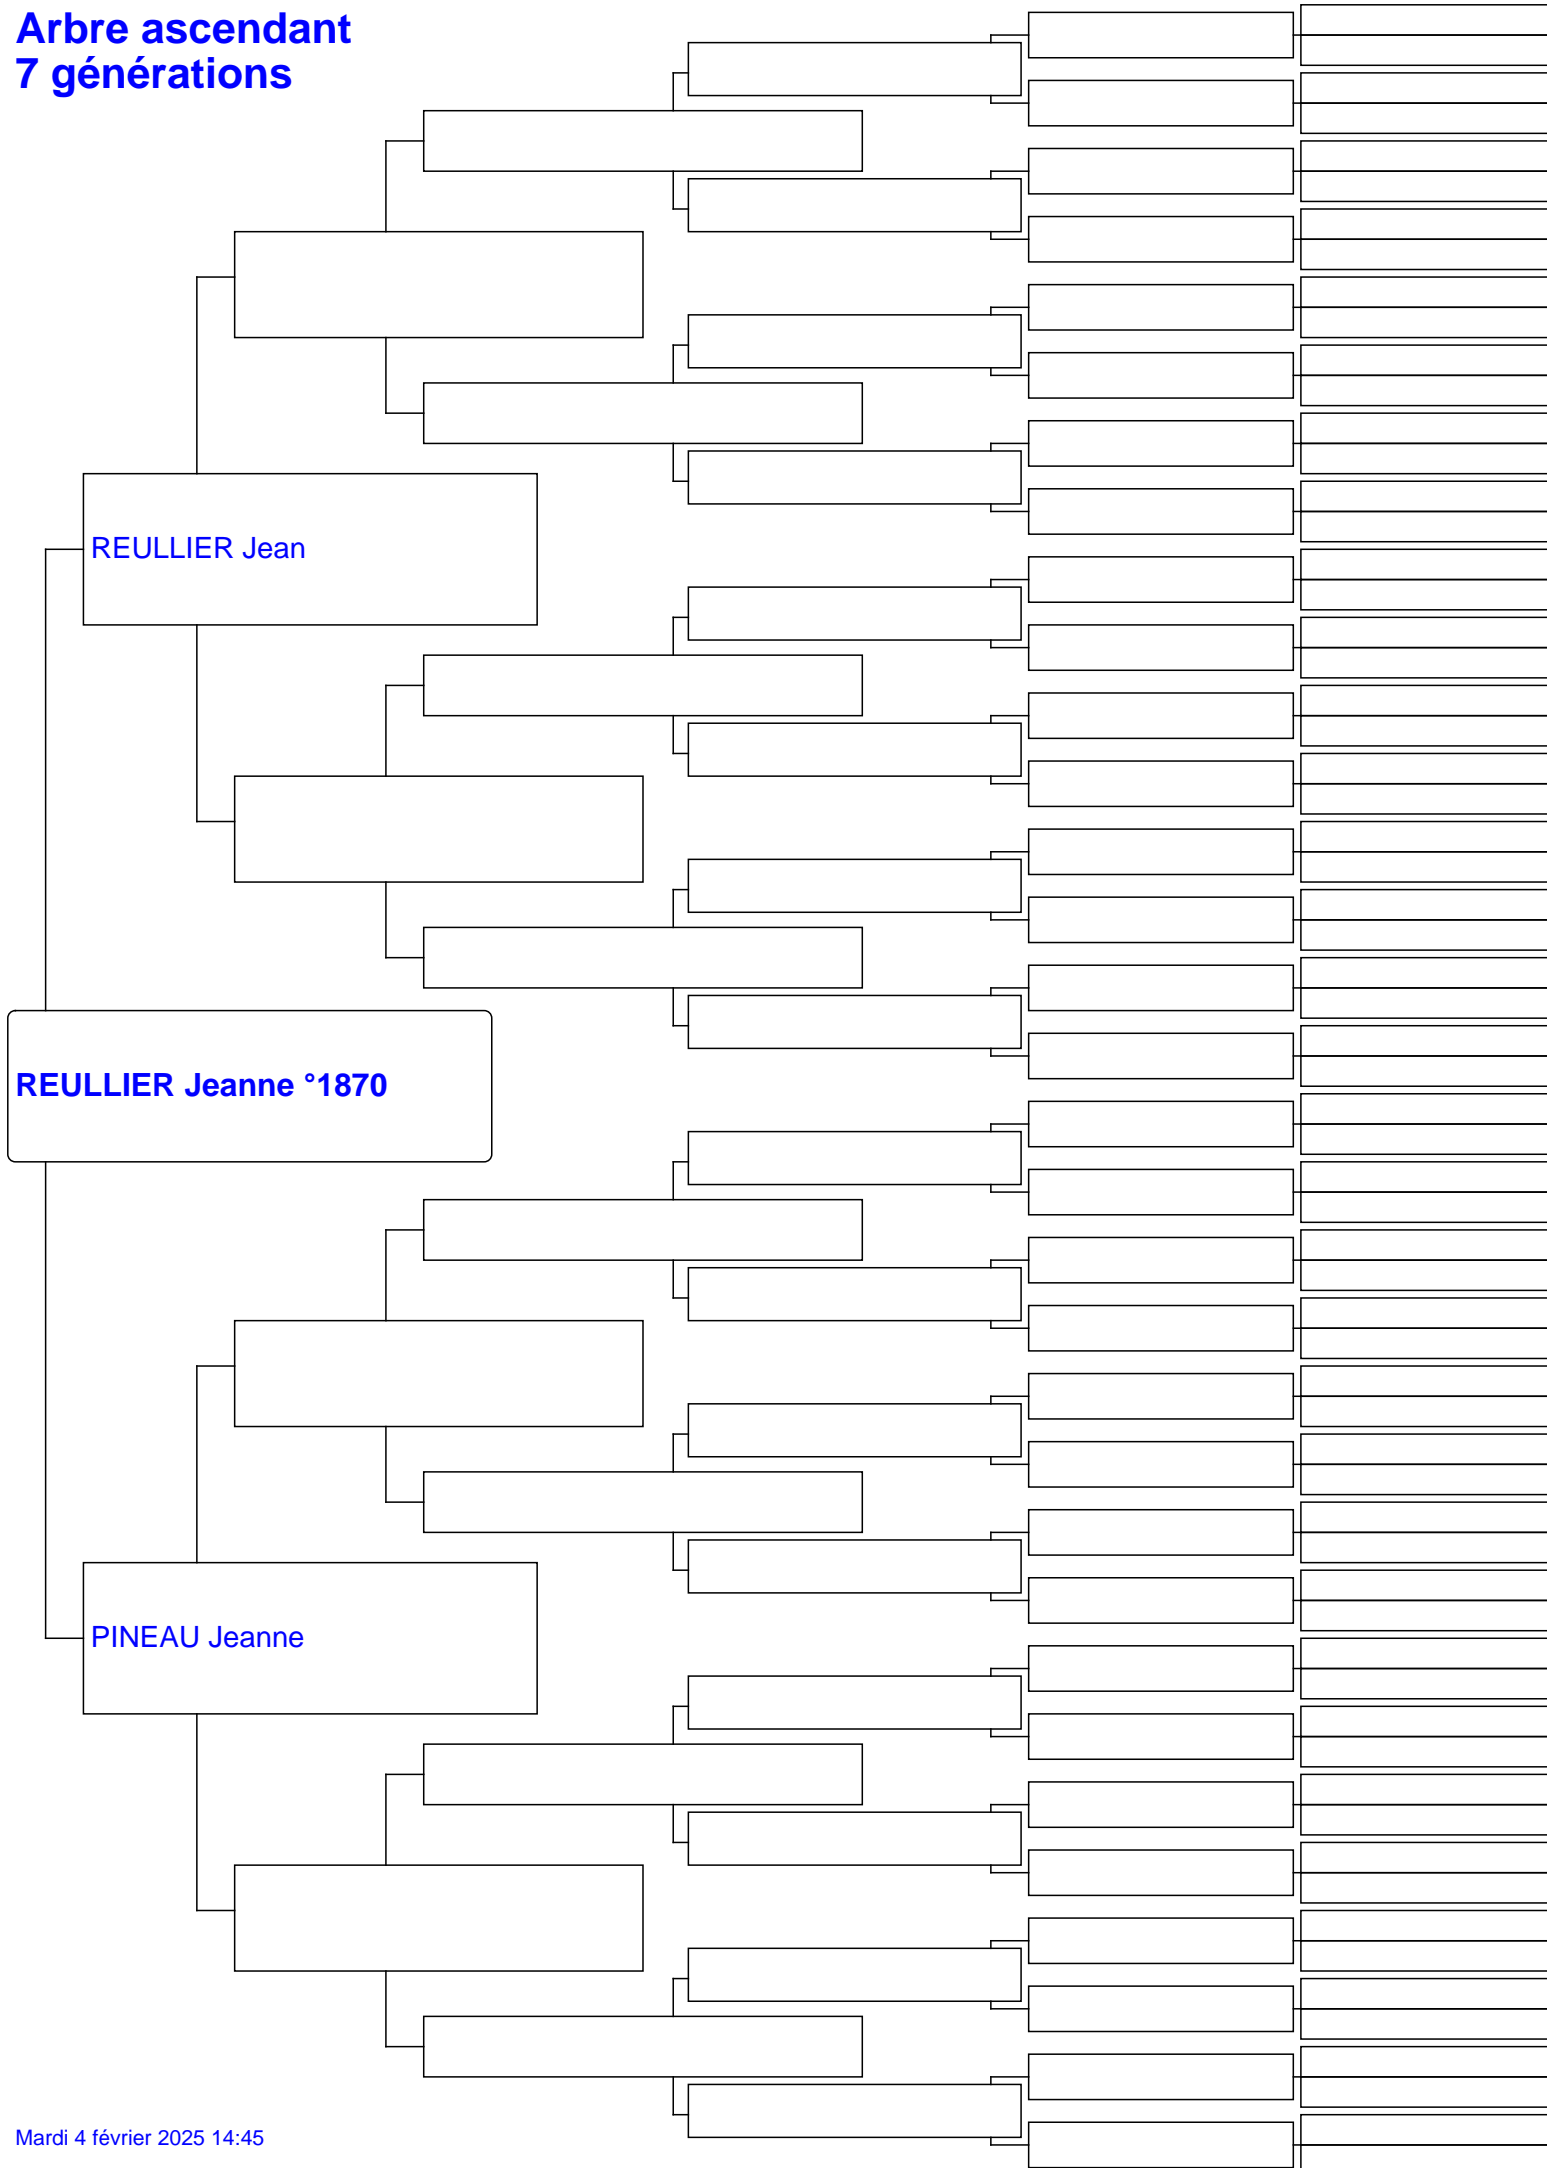 Arbre ascendant
7 générations
REULLIER Jean
REULLIER Jeanne °1870
PINEAU Jeanne
Mardi 4 février 2025 14:45